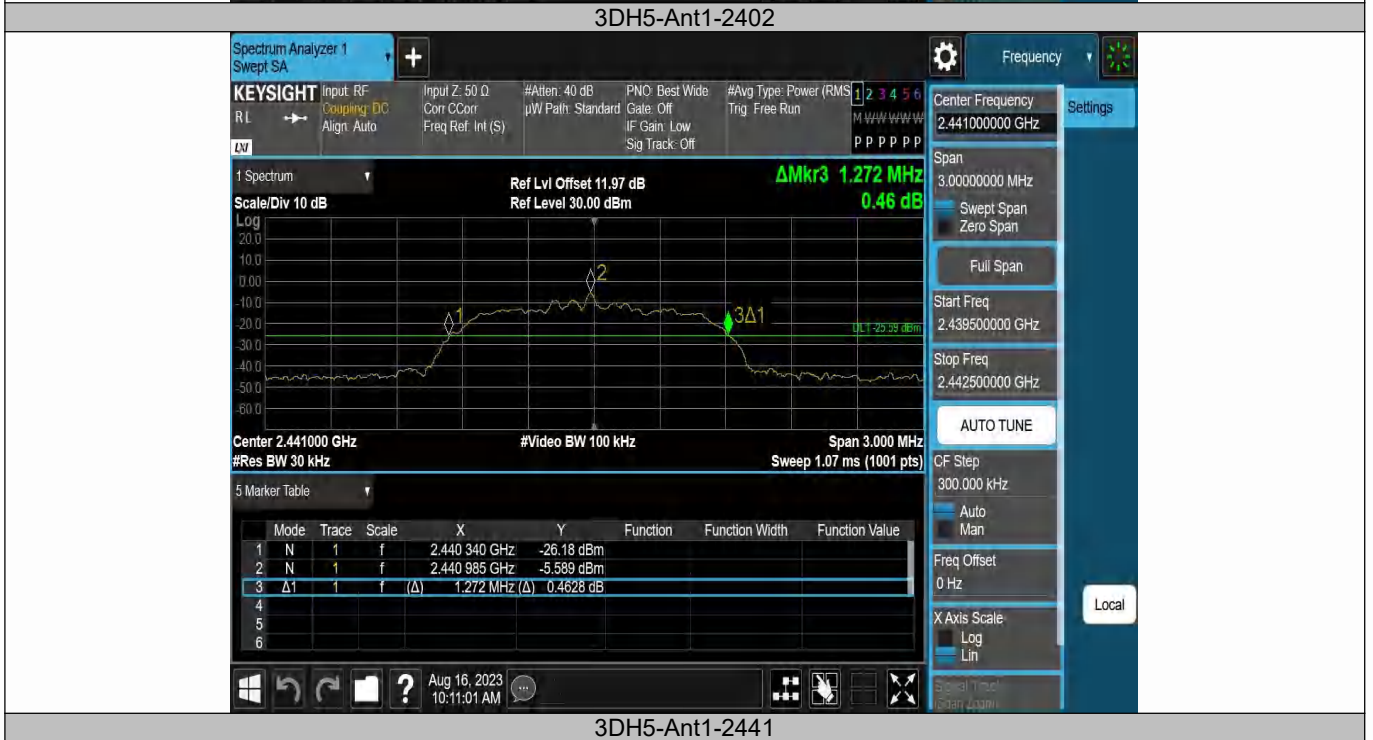 3DH5-Ant1-2402
Spectrum Analyzer 1
Swept SA
Frequency
KEYSIGHT
RL
LXI
Input: RF
Coupling: DC
Align: Auto
Input Z: 50 Ω
Corr CCorr
Freq Ref: Int (S)
#Atten: 40 dB
µW Path: Standard
PNO: Best Wide
Gate: Off
IF Gain: Low
Sig Track: Off
#Avg Type: Power (RMS
Trig: Free Run
1 2 3 4 5 6
M W W W W W
P P P P P P
Center Frequency
2.441000000 GHz
Settings
Span
3.00000000 MHz
Swept Span
Zero Span
Full Span
Start Freq
2.439500000 GHz
Stop Freq
2.442500000 GHz
AUTO TUNE
CF Step
300.000 kHz
Auto
Man
Freq Offset
0 Hz
X Axis Scale
Log
Lin
Local
1 Spectrum
Scale/Div 10 dB
Ref Lvl Offset 11.97 dB
Ref Level 30.00 dBm
ΔMkr3 1.272 MHz
0.46 dB
Log
20.0
10.0
0.00
-10.0
-20.0
-30.0
-40.0
-50.0
-60.0
1
2
3Δ1
DL1 -25.59 dBm
Center 2.441000 GHz
#Video BW 100 kHz
Span 3.000 MHz
#Res BW 30 kHz
Sweep 1.07 ms (1001 pts)
5 Marker Table
Mode Trace Scale X Y Function Function Width Function Value
1 N 1 f 2.440 340 GHz -26.18 dBm
2 N 1 f 2.440 985 GHz -5.589 dBm
3 Δ1 1 f (Δ) 1.272 MHz (Δ) 0.4628 dB
4
5
6
?
Aug 16, 2023
10:11:01 AM
3DH5-Ant1-2441